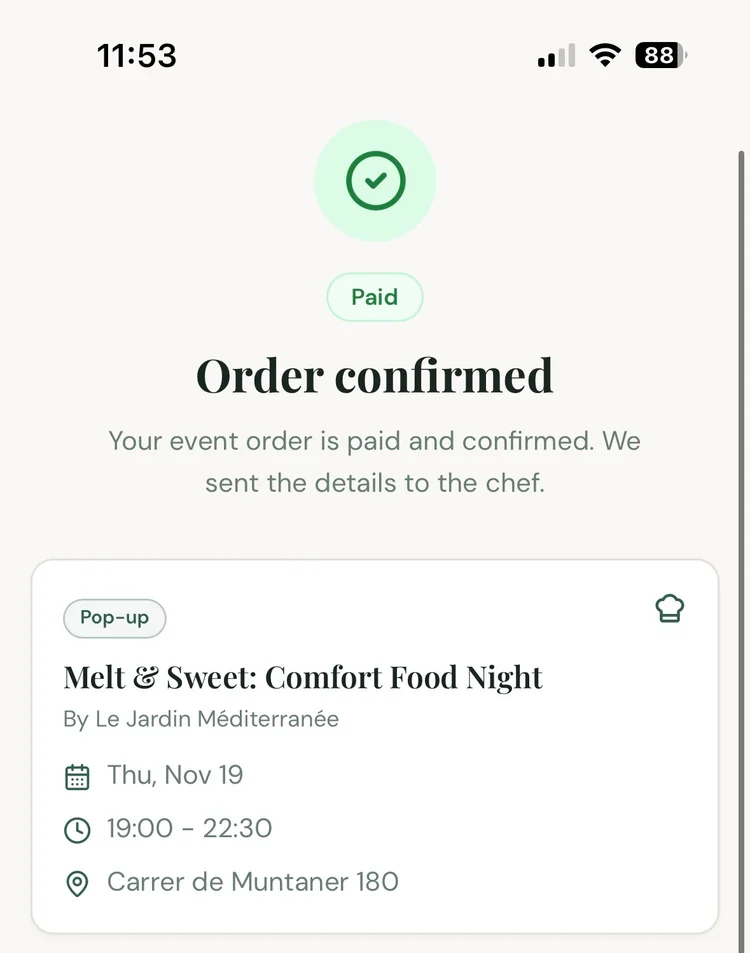 11:53
88
Paid
Order confirmed
Your event order is paid and confirmed. We
sent the details to the chef.
Pop-up
Melt & Sweet: Comfort Food Night
By Le Jardin Méditerranée
Thu, Nov 19
19:00 - 22:30
Carrer de Muntaner 180